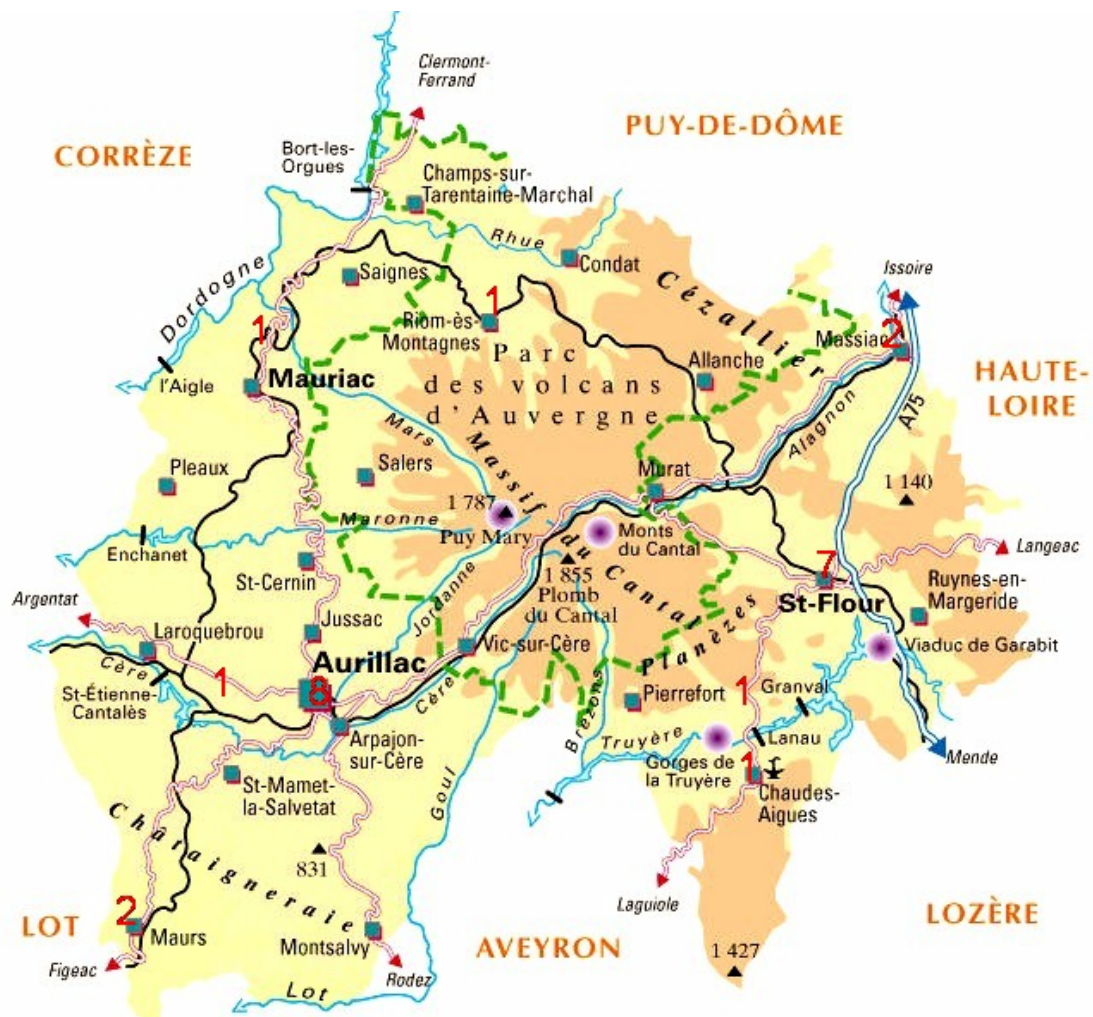 Clermont-
Ferrand
PUY-DE-DÔME
CORRÈZE
Bort-les-
Orgues
Champs-sur-
Tarentaine-Marchal
Rhue
Condat
Saignes
Dordogne
Cézallier
Issoire
1
1
Riom-ès-
Montagnes
Massiac
2
l'Aigle
Mauriac
Parc
des volcans
d'Auvergne
Allanche
HAUTE-
LOIRE
A75
Mars
Massif
du Cantal
Alagnon
Pleaux
Salers
Murat
1 787
Puy Mary
1 140
Maronne
Enchanet
Monts
du Cantal
Langeac
St-Cernin
Jordanne
1 855
Plomb
du Cantal
7
St-Flour
Ruynes-en-
Margeride
Argentat
Laroquebrou
Jussac
Planèzes
Vic-sur-Cère
Viaduc de Garabit
Aurillac
8
Cère
1
St-Étienne-
Cantalès
Cère
Brezons
Pierrefort
1
Granval
Arpajon-
sur-Cère
Truyère
Lanau
Mende
Gorges de
la Truyère
1
St-Mamet-
la-Salvetat
Goul
Chaudes-
Aigues
Châtaigneraie
831
Laguiole
2
LOT
Maurs
Montsalvy
AVEYRON
LOZÈRE
1 427
Figeac
Rodez
Lot